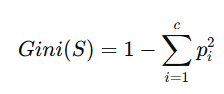 Gini(S) = 1 − ∑_{i=1}^{c} p_i^2